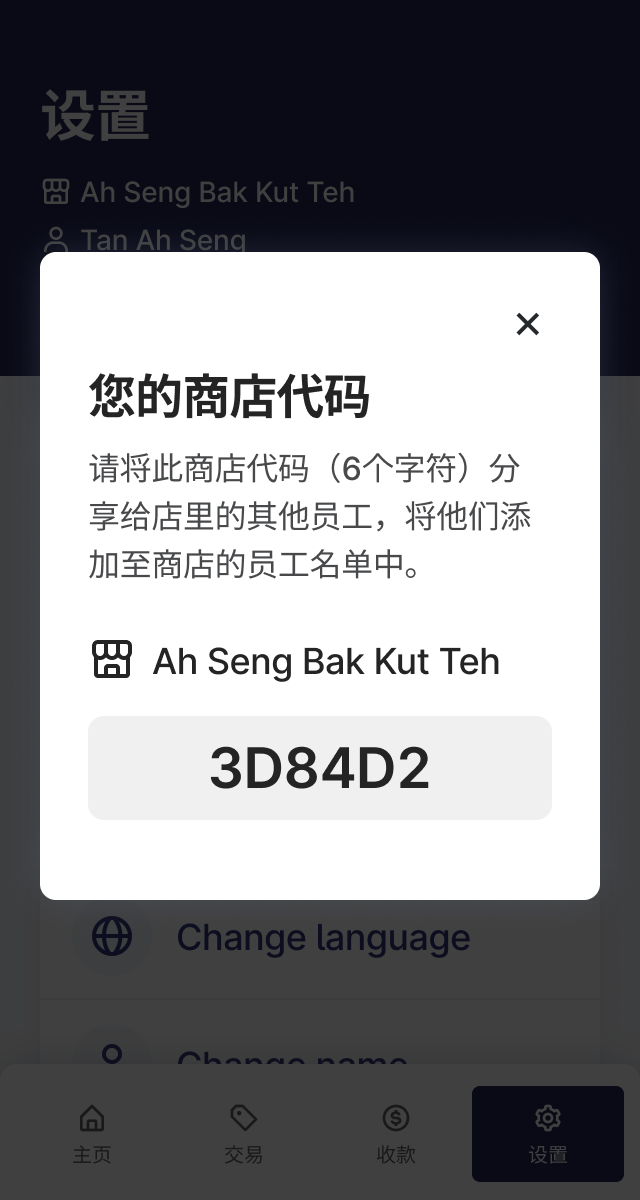 设置
Ah Seng Bak Kut Teh
Tan Ah Seng
您的商店代码
请将此商店代码（6个字符）分
享给店里的其他员工，将他们添
加至商店的员工名单中。
Ah Seng Bak Kut Teh
3D84D2
Change language
Change name
主页
交易
收款
设置